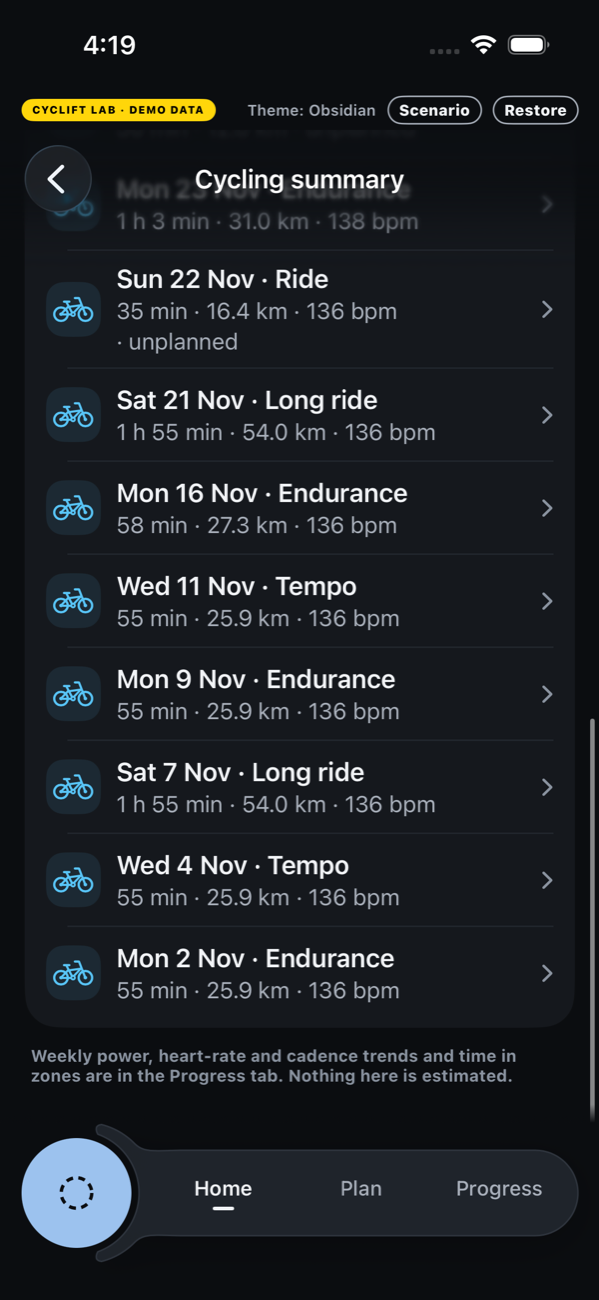 4:19
CYCLIFT LAB · DEMO DATA
Theme: Obsidian
Scenario
Restore
Cycling summary
Mon 23 Nov · Endurance
1 h 3 min · 31.0 km · 138 bpm
Sun 22 Nov · Ride
35 min · 16.4 km · 136 bpm
· unplanned
Sat 21 Nov · Long ride
1 h 55 min · 54.0 km · 136 bpm
Mon 16 Nov · Endurance
58 min · 27.3 km · 136 bpm
Wed 11 Nov · Tempo
55 min · 25.9 km · 136 bpm
Mon 9 Nov · Endurance
55 min · 25.9 km · 136 bpm
Sat 7 Nov · Long ride
1 h 55 min · 54.0 km · 136 bpm
Wed 4 Nov · Tempo
55 min · 25.9 km · 136 bpm
Mon 2 Nov · Endurance
55 min · 25.9 km · 136 bpm
Weekly power, heart-rate and cadence trends and time in
zones are in the Progress tab. Nothing here is estimated.
Home
Plan
Progress